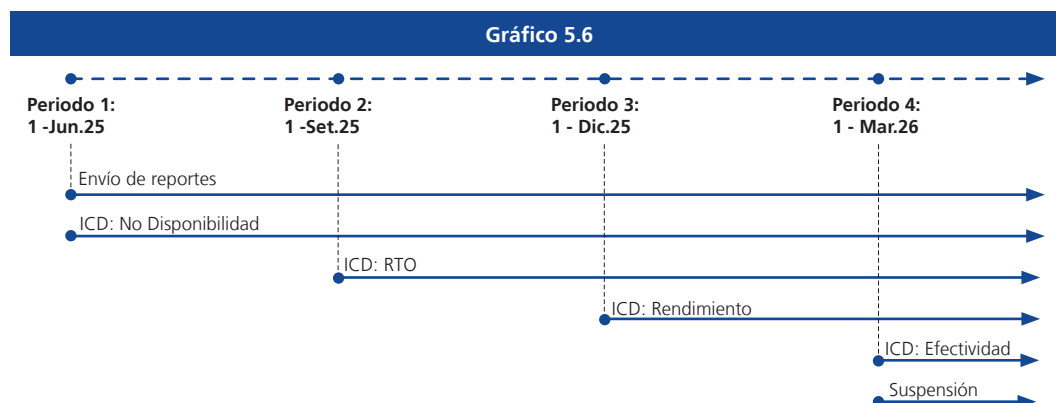 Gráfico 5.6
Periodo 1:
1 -Jun.25
Periodo 2:
1 -Set.25
Periodo 3:
1 - Dic.25
Periodo 4:
1 - Mar.26
Envío de reportes
ICD: No Disponibilidad
ICD: RTO
ICD: Rendimiento
ICD: Efectividad
Suspensión